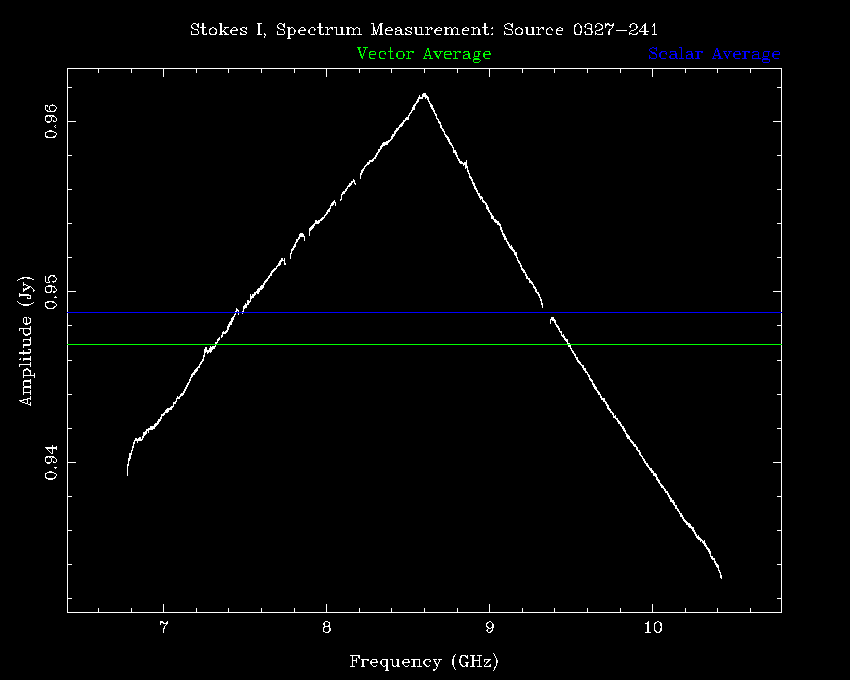 Stokes I, Spectrum Measurement: Source 0327-241
Vector Average
Scalar Average
0.96
0.95
0.94
Amplitude (Jy)
7 8 9 10
Frequency (GHz)